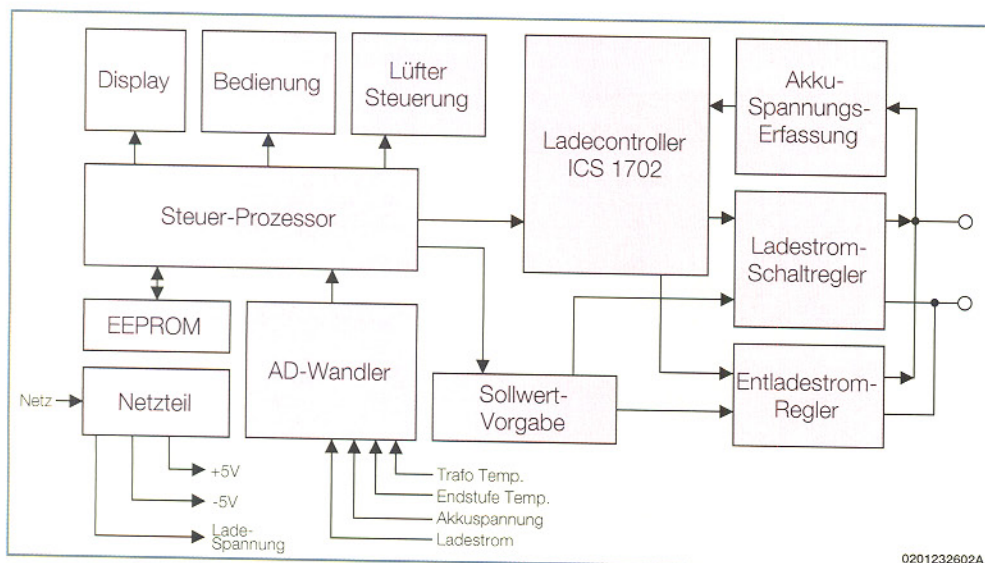 Display
Bedienung
Lüfter
Steuerung
Ladecontroller
ICS 1702
Akku-
Spannungs-
Erfassung
Steuer-Prozessor
Ladestrom-
Schaltregler
EEPROM
AD-Wandler
Netz
Netzteil
Sollwert-
Vorgabe
Entladestrom-
Regler
+5V
-5V
Lade-
Spannung
Trafo Temp.
Endstufe Temp.
Akkuspannung
Ladestrom
0201232602A